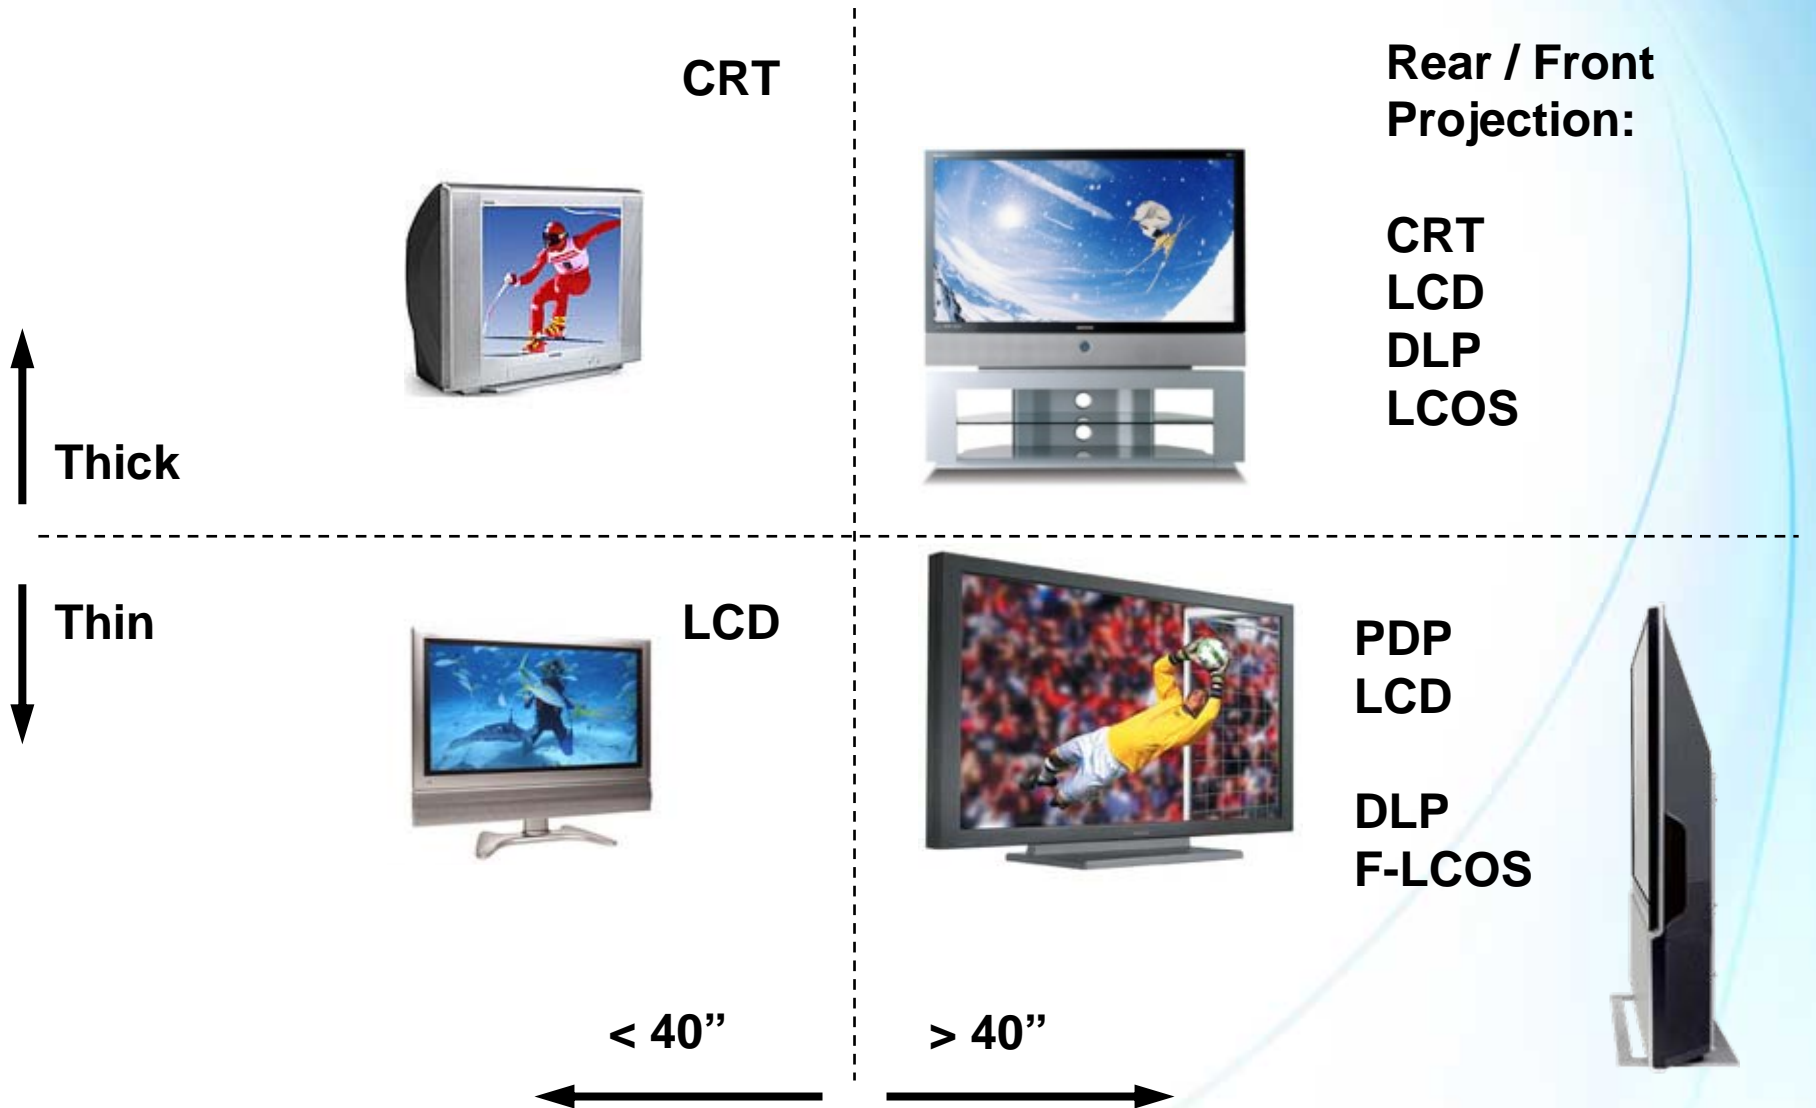 CRT
Rear / Front
Projection:
CRT
LCD
DLP
LCOS
Thick
Thin
LCD
PDP
LCD
DLP
F-LCOS
< 40”
> 40”